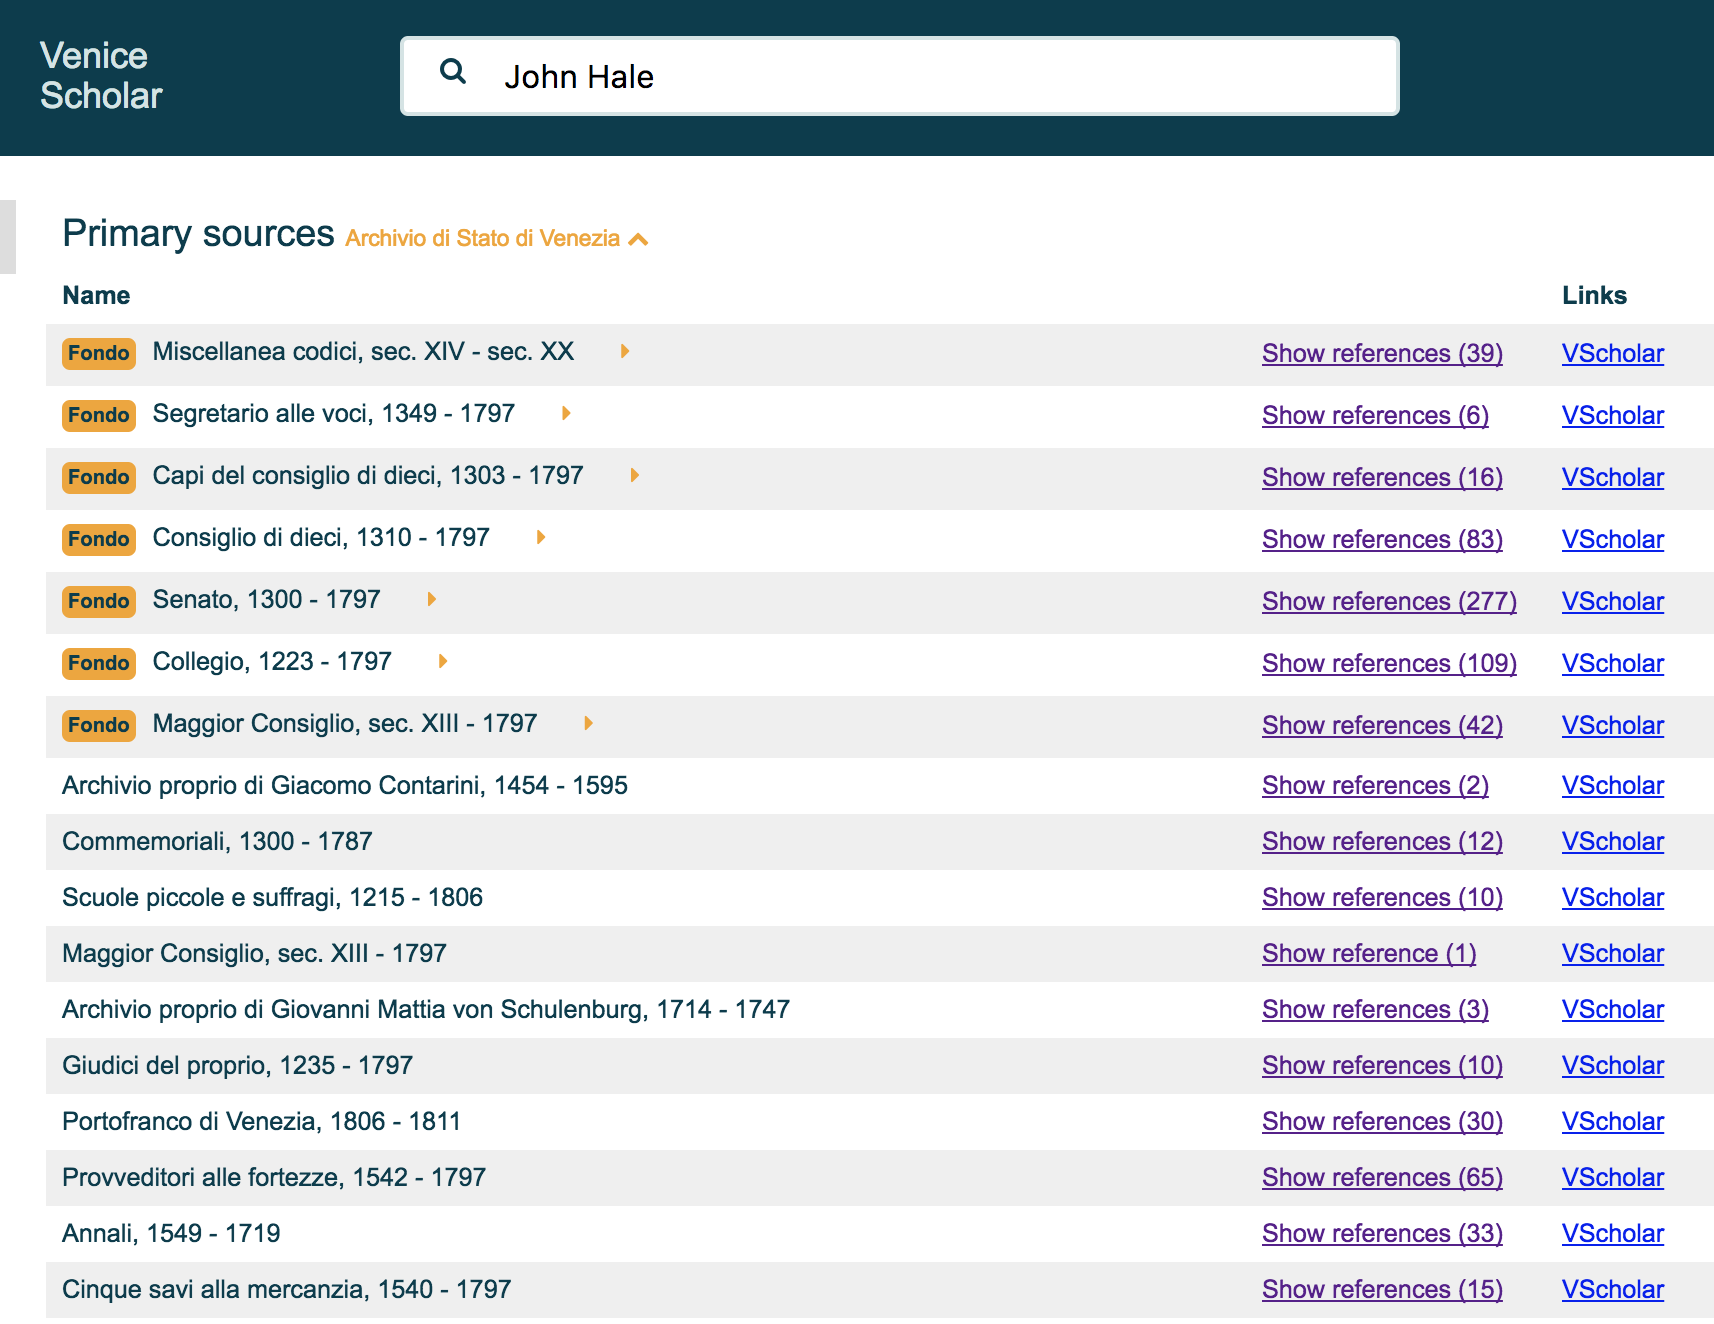 Venice
Scholar
John Hale
Primary sources Archivio di Stato di Venezia
Name Links
Fondo Miscellanea codici, sec. XIV - sec. XX Show references (39) VScholar
Fondo Segretario alle voci, 1349 - 1797 Show references (6) VScholar
Fondo Capi del consiglio di dieci, 1303 - 1797 Show references (16) VScholar
Fondo Consiglio di dieci, 1310 - 1797 Show references (83) VScholar
Fondo Senato, 1300 - 1797 Show references (277) VScholar
Fondo Collegio, 1223 - 1797 Show references (109) VScholar
Fondo Maggior Consiglio, sec. XIII - 1797 Show references (42) VScholar
Archivio proprio di Giacomo Contarini, 1454 - 1595 Show references (2) VScholar
Commemoriali, 1300 - 1787 Show references (12) VScholar
Scuole piccole e suffragi, 1215 - 1806 Show references (10) VScholar
Maggior Consiglio, sec. XIII - 1797 Show reference (1) VScholar
Archivio proprio di Giovanni Mattia von Schulenburg, 1714 - 1747 Show references (3) VScholar
Giudici del proprio, 1235 - 1797 Show references (10) VScholar
Portofranco di Venezia, 1806 - 1811 Show references (30) VScholar
Provveditori alle fortezze, 1542 - 1797 Show references (65) VScholar
Annali, 1549 - 1719 Show references (33) VScholar
Cinque savi alla mercanzia, 1540 - 1797 Show references (15) VScholar